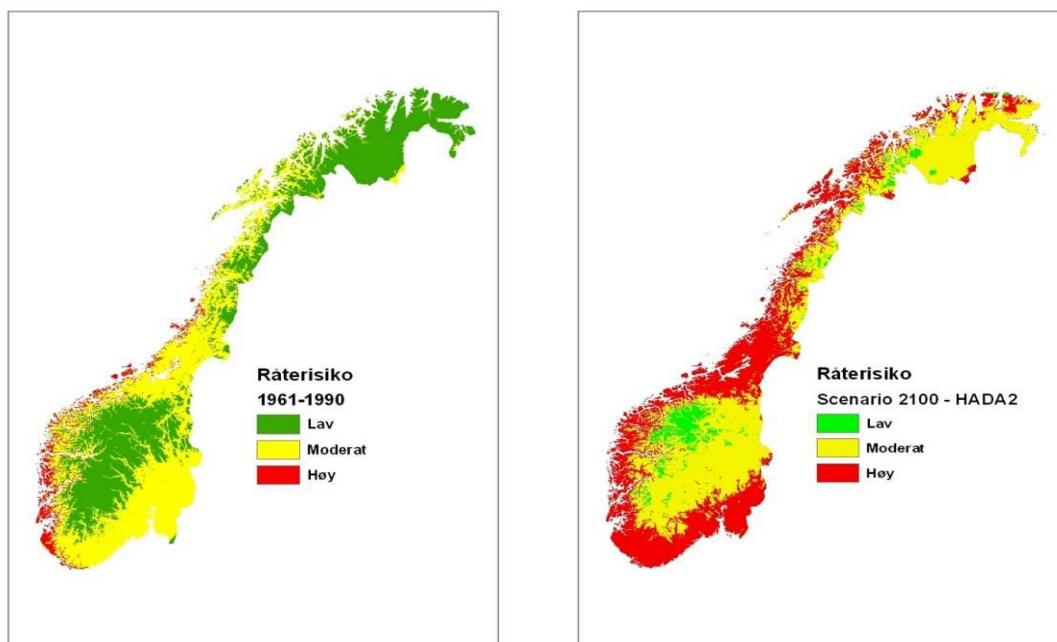 Råterisiko
1961-1990
Lav
Moderat
Høy
Råterisiko
Scenario 2100 - HADA2
Lav
Moderat
Høy